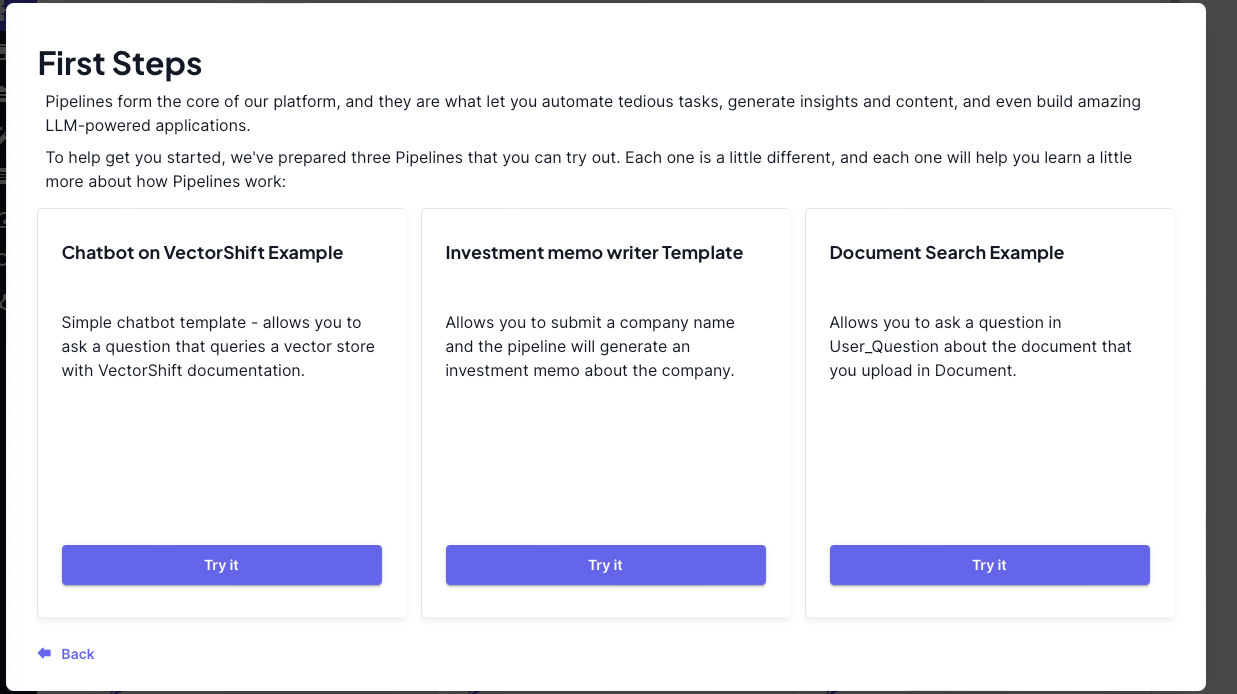 First Steps
Pipelines form the core of our platform, and they are what let you automate tedious tasks, generate insights and content, and even build amazing
LLM-powered applications.
To help get you started, we've prepared three Pipelines that you can try out. Each one is a little different, and each one will help you learn a little
more about how Pipelines work:
Chatbot on VectorShift Example
Simple chatbot template - allows you to
ask a question that queries a vector store
with VectorShift documentation.
Try it
Investment memo writer Template
Allows you to submit a company name
and the pipeline will generate an
investment memo about the company.
Try it
Document Search Example
Allows you to ask a question in
User_Question about the document that
you upload in Document.
Try it
Back